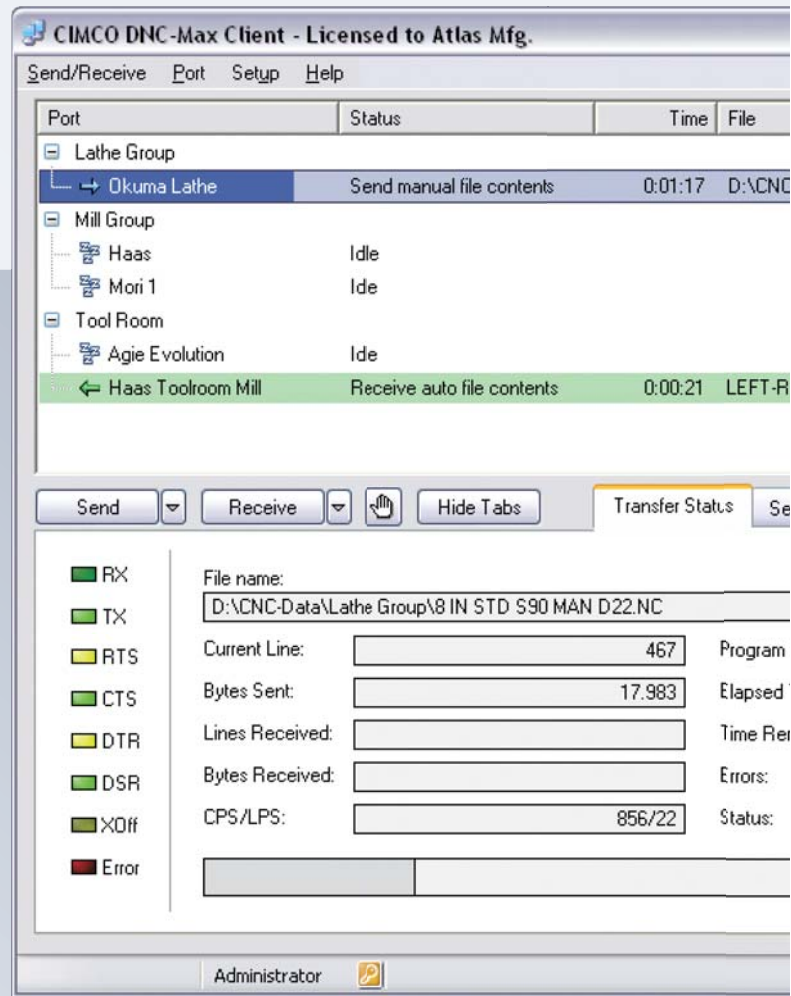 CIMCO DNC-Max Client - Licensed to Atlas Mfg.
Send/Receive Port Setup Help
Port Status Time File
Lathe Group
Okuma Lathe Send manual file contents 0:01:17 D:\CNC
Mill Group
Haas Idle
Mori 1 Ide
Tool Room
Agie Evolution Ide
Haas Toolroom Mill Receive auto file contents 0:00:21 LEFT-R
Send Receive Hide Tabs Transfer Status Se
RX
TX
RTS
CTS
DTR
DSR
XOff
Error
File name:
D:\CNC-Data\Lathe Group\8 IN STD S90 MAN D22.NC
Current Line: 467 Program
Bytes Sent: 17.983 Elapsed
Lines Received: Time Rer
Bytes Received: Errors:
CPS/LPS: 856/22 Status:
Administrator